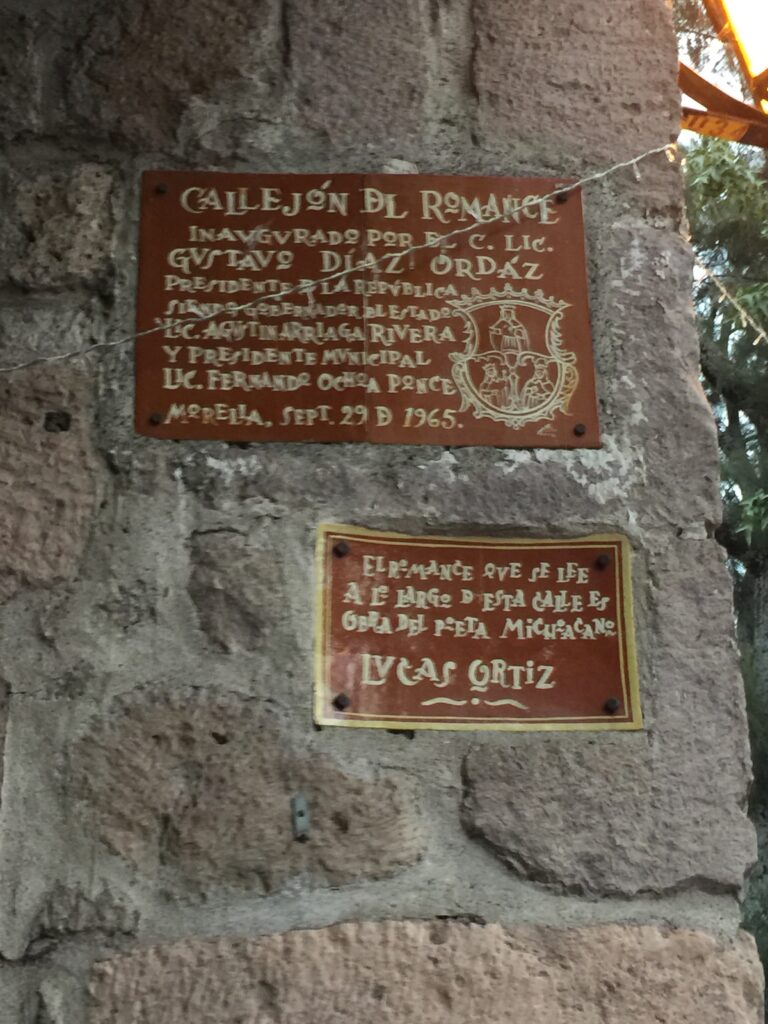 CALLEJÓN DL ROMANCE
INAVGVRADO POR EL C. LIC.
GVSTAVO DÍAZ ORDÁZ
PRESIDENTE D LA REPÚBLICA
SIENDO GOBERNADOR DL ESTADO
LIC. AGVTIN ARRIAGA RIVERA
Y PRESIDENTE MVNICIPAL
LIC. FERNANDO OCHOA PONCE
MORELIA, SEPT. 29 D 1965.
EL ROMANCE QVE SE LEE
A LO LARGO D ESTA CALLE ES
OBRA DEL POETA MICHOACANO
LVCAS ORTIZ